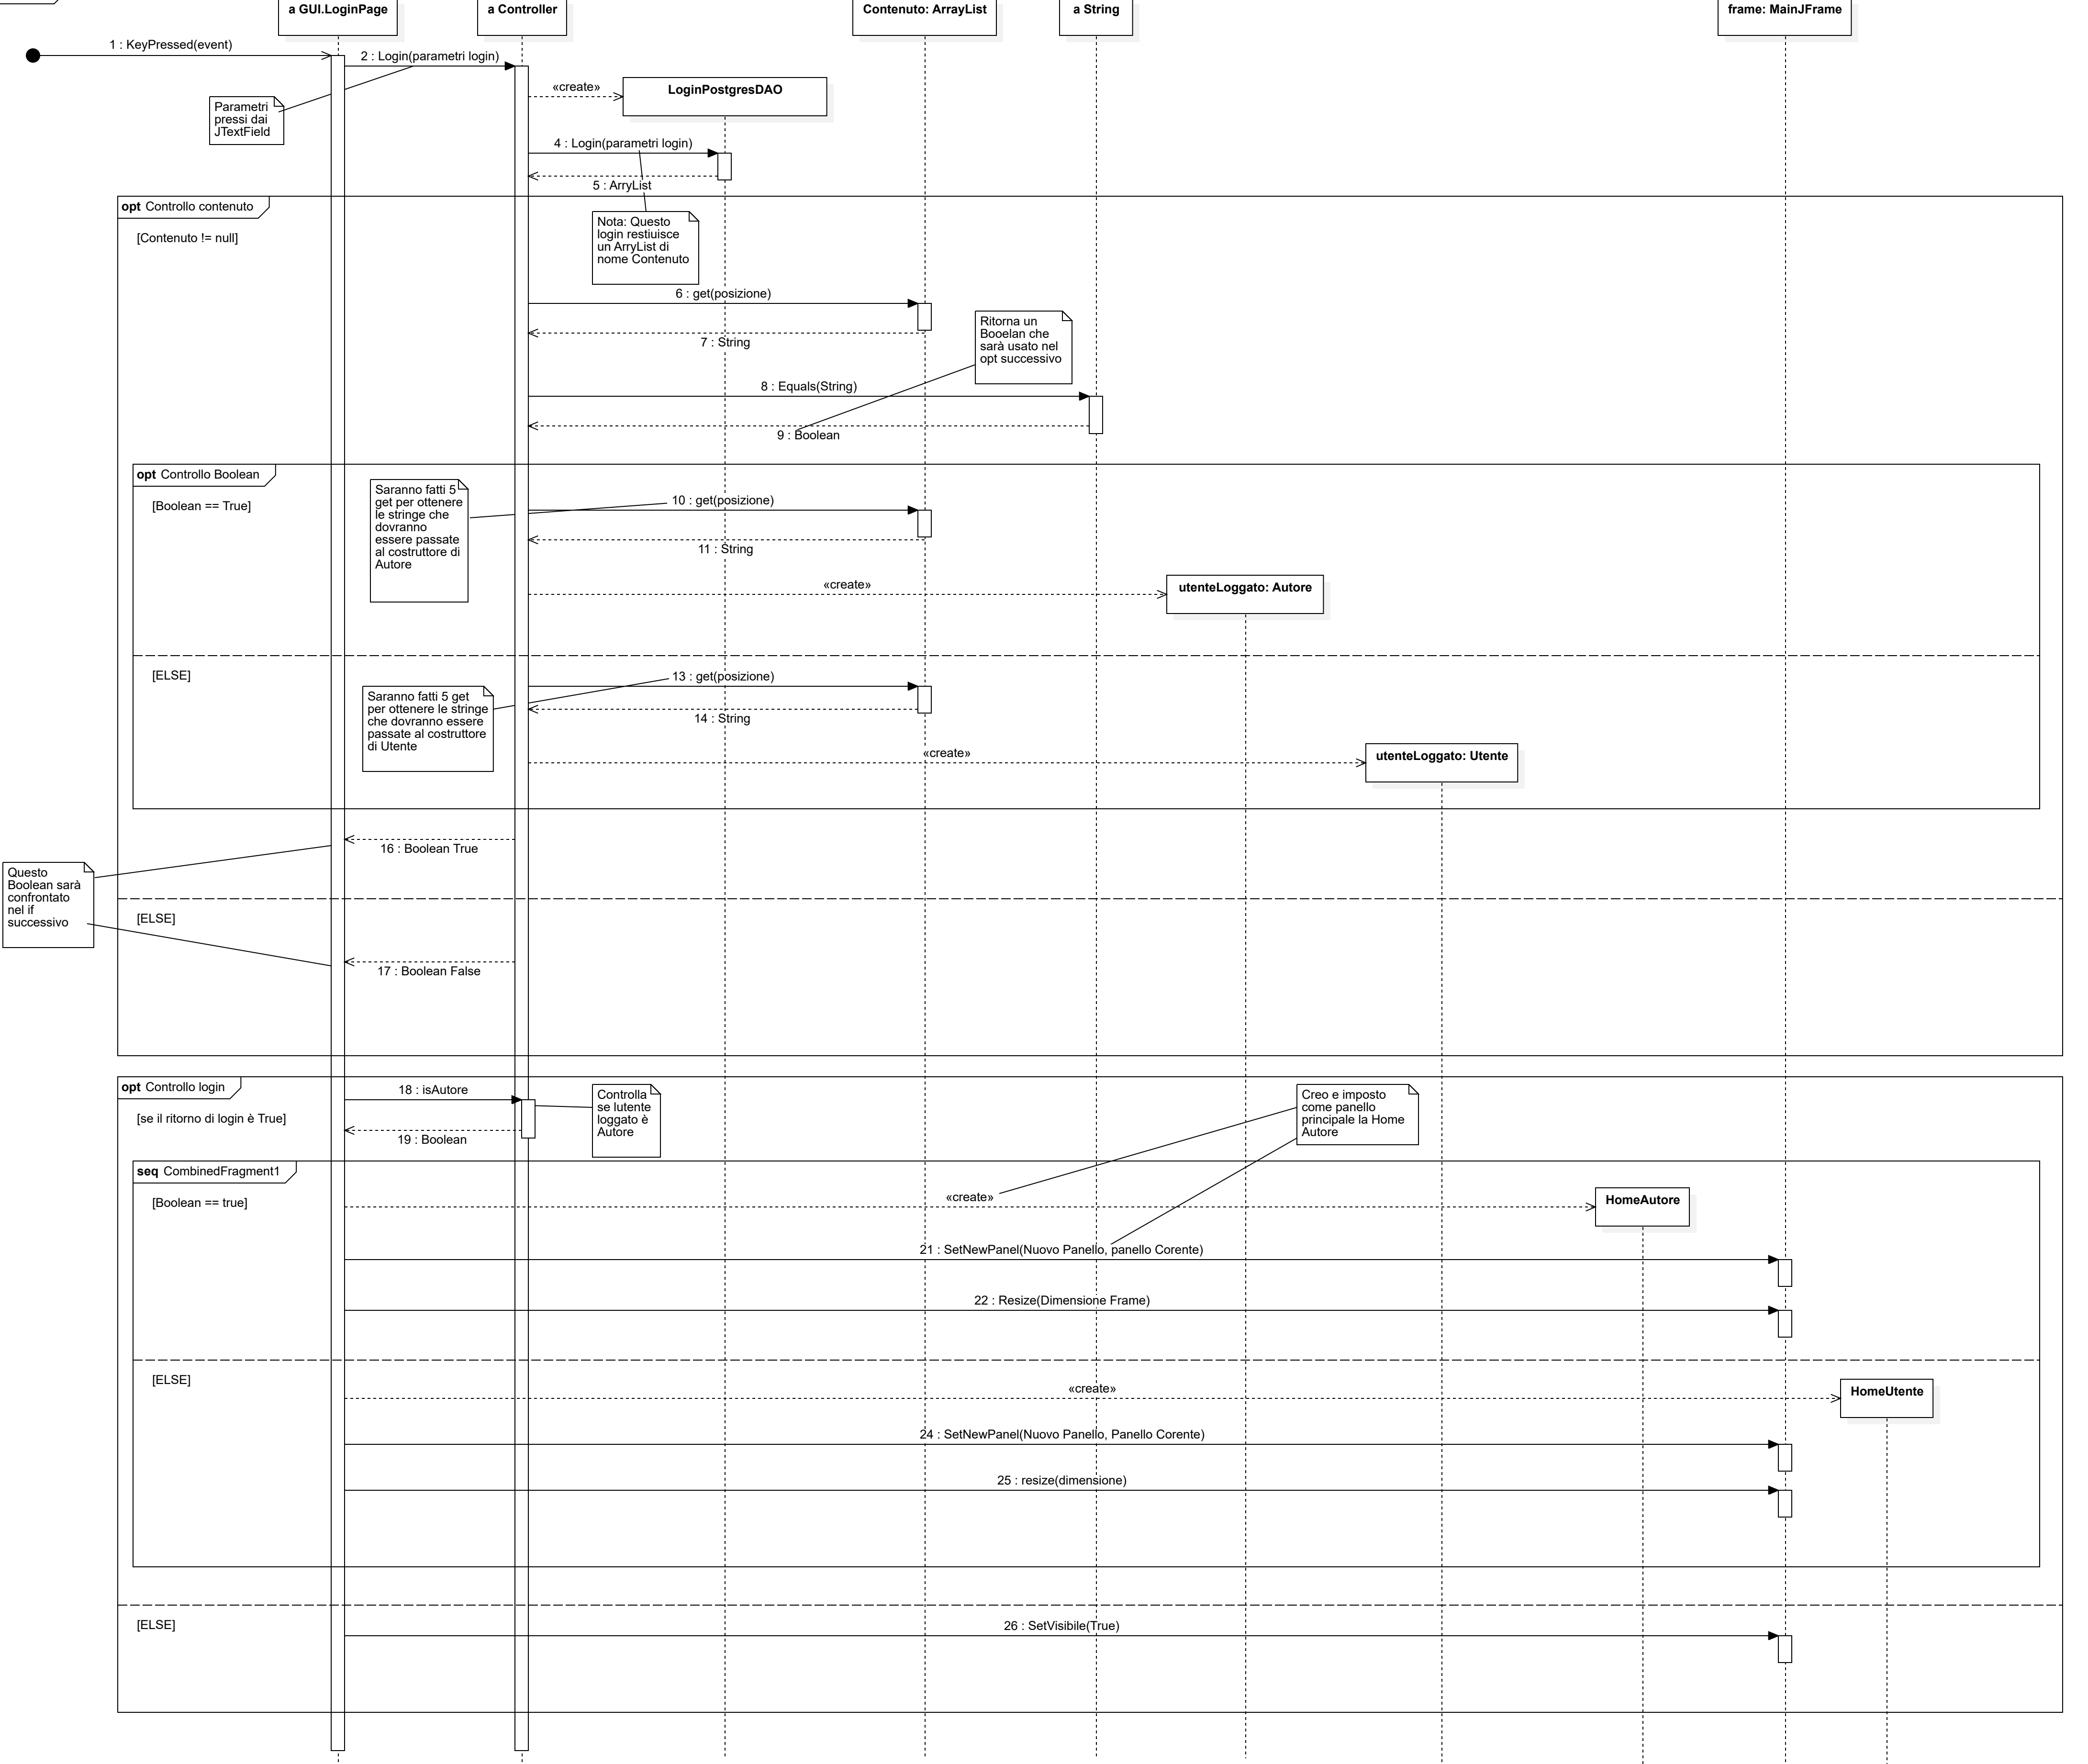 a GUI.LoginPage
a Controller
Contenuto: ArrayList
a String
frame: MainJFrame
1 : KeyPressed(event)
2 : Login(parametri login)
«create»
LoginPostgresDAO
Parametri
pressi dai
JTextField
4 : Login(parametri login)
5 : ArryList
opt Controllo contenuto
[Contenuto != null]
Nota: Questo
login restiuisce
un ArryList di
nome Contenuto
6 : get(posizione)
7 : String
Ritorna un
Booelan che
sarà usato nel
opt successivo
8 : Equals(String)
9 : Boolean
opt Controllo Boolean
[Boolean == True]
Saranno fatti 5
get per ottenere
le stringe che
dovranno
essere passate
al costruttore di
Autore
10 : get(posizione)
11 : String
«create»
utenteLoggato: Autore
[ELSE]
13 : get(posizione)
Saranno fatti 5 get
per ottenere le stringe
che dovranno essere
passate al costruttore
di Utente
14 : String
«create»
utenteLoggato: Utente
16 : Boolean True
Questo
Boolean sarà
confrontato
nel if
successivo
[ELSE]
17 : Boolean False
opt Controllo login
[se il ritorno di login è True]
18 : isAutore
19 : Boolean
Controlla
se lutente
loggato è
Autore
Creo e imposto
come panello
principale la Home
Autore
seq CombinedFragment1
[Boolean == true]
«create»
HomeAutore
21 : SetNewPanel(Nuovo Panello, panello Corente)
22 : Resize(Dimensione Frame)
[ELSE]
«create»
HomeUtente
24 : SetNewPanel(Nuovo Panello, Panello Corente)
25 : resize(dimensione)
[ELSE]
26 : SetVisibile(True)